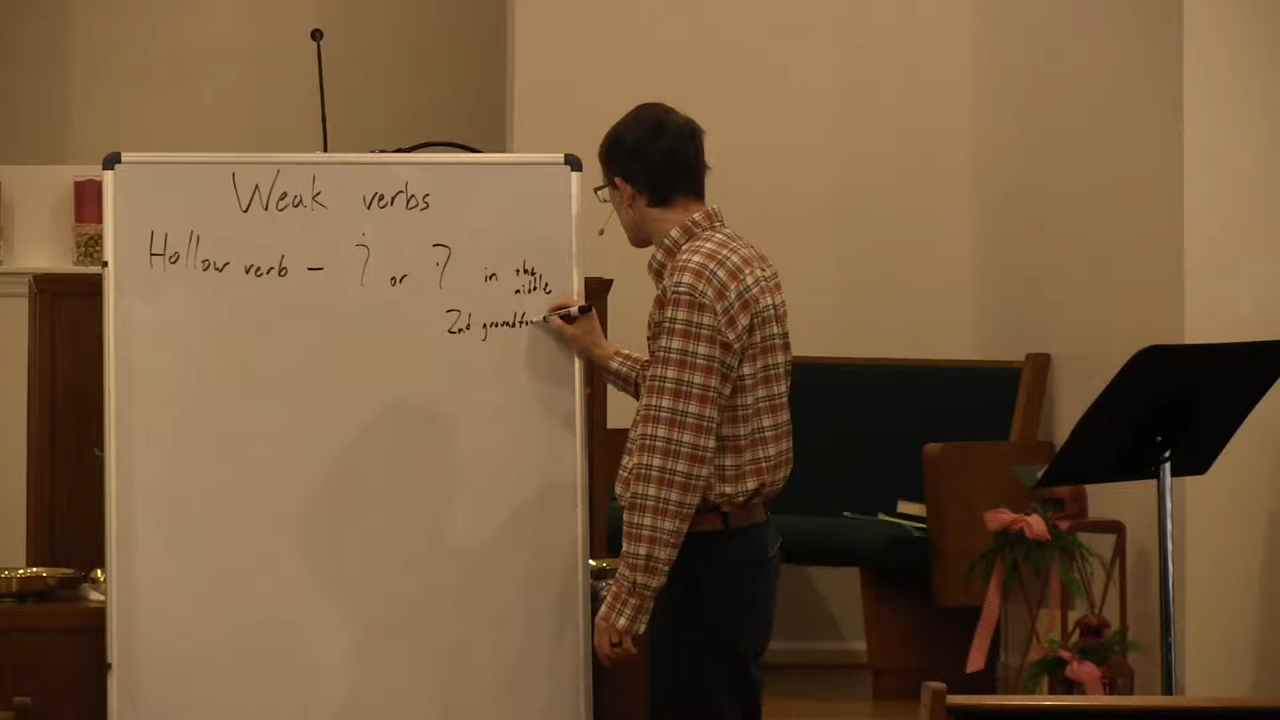 Weak verbs
Hollow verb – וֹ or וּ in the
middle
2nd